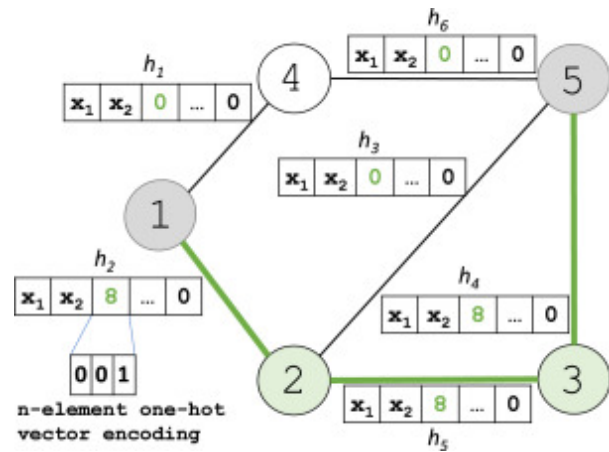 h6
x1 x2 0 ... 0
h1
x1 x2 0 ... 0
4
5
h3
x1 x2 0 ... 0
1
h2
x1 x2 8 ... 0
h4
x1 x2 8 ... 0
0 0 1
2
3
n-element one-hot
vector encoding
x1 x2 8 ... 0
h5